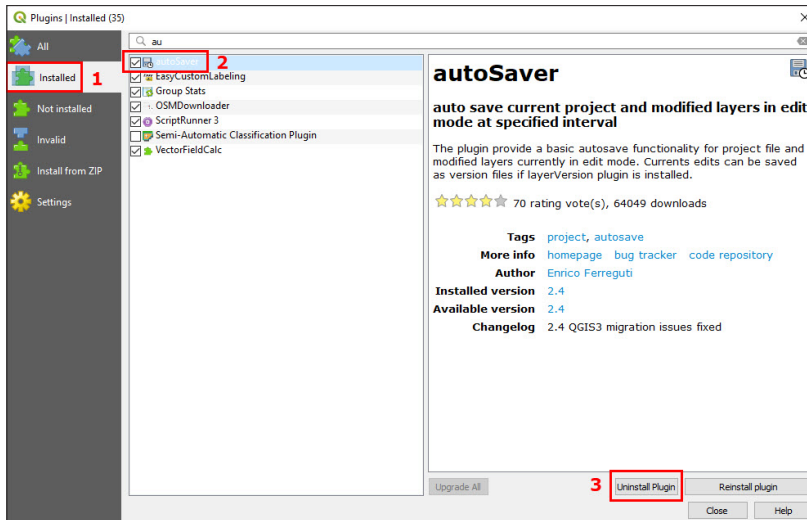 Plugins | Installed (35)
All
Installed
1
Not installed
Invalid
Install from ZIP
Settings
au
autoSaver
2
EasyCustomLabeling
Group Stats
OSMDownloader
ScriptRunner 3
Semi-Automatic Classification Plugin
VectorFieldCalc
autoSaver
auto save current project and modified layers in edit
mode at specified interval
The plugin provide a basic autosave functionality for project file and
modified layers currently in edit mode. Currents edits can be saved
as version files if layerVersion plugin is installed.
70 rating vote(s), 64049 downloads
Tags project, autosave
More info homepage bug tracker code repository
Author Enrico Ferreguti
Installed version 2.4
Available version 2.4
Changelog 2.4 QGIS3 migration issues fixed
Upgrade All
3
Uninstall Plugin
Reinstall plugin
Close
Help